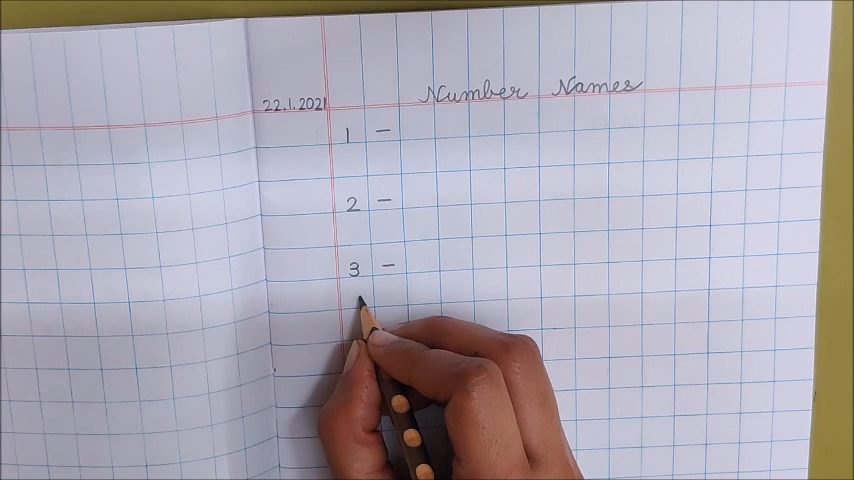 Number Names
22.1.2021
1 -
2 -
3 -